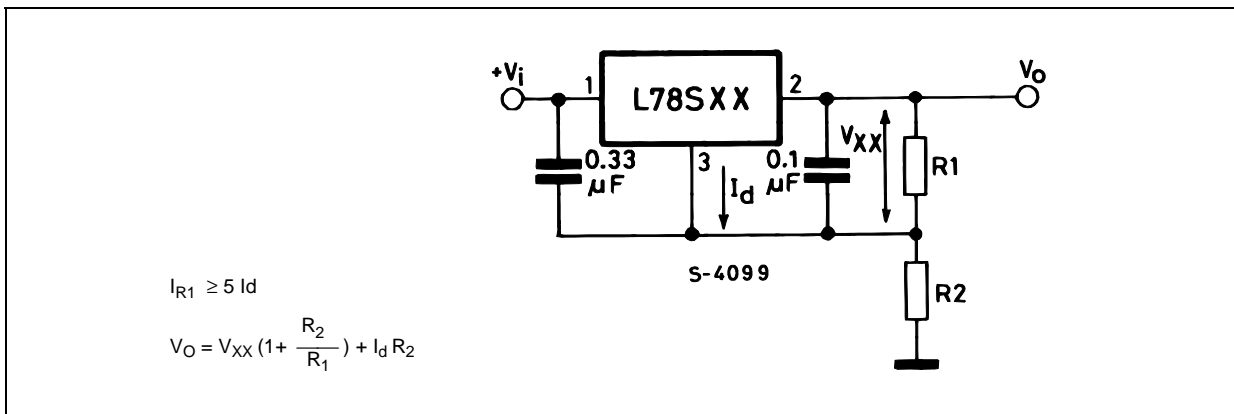 +Vi
1
L78SXX
2
Vo
0.33
µF
3
Id
0.1
µF
VXX
R1
S-4099
R2
IR1 ≥ 5 Id
VO = VXX (1+ R2/R1) + Id R2